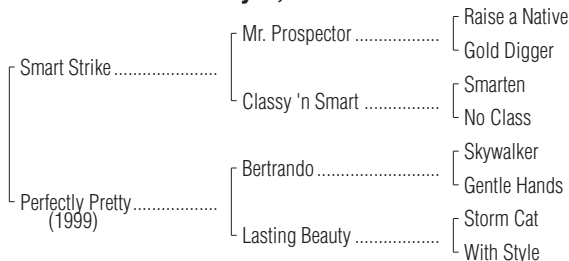 Raise a Native
Mr. Prospector ..................
Gold Digger
Smart Strike ......................
Smarten
Classy 'n Smart ................
No Class
Skywalker
Bertrando ..........................
Gentle Hands
Perfectly Pretty..................
(1999)
Storm Cat
Lasting Beauty ..................
With Style